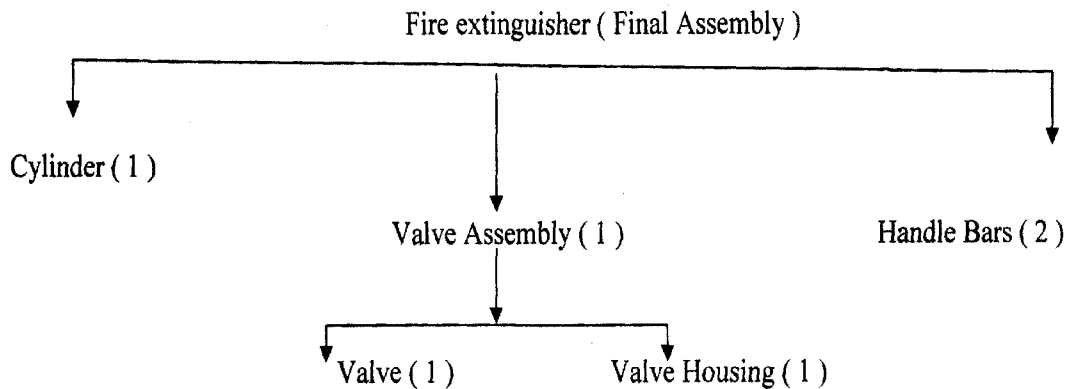 Fire extinguisher ( Final Assembly )
Cylinder ( 1 )
Valve Assembly ( 1 )
Handle Bars ( 2 )
Valve ( 1 )
Valve Housing ( 1 )